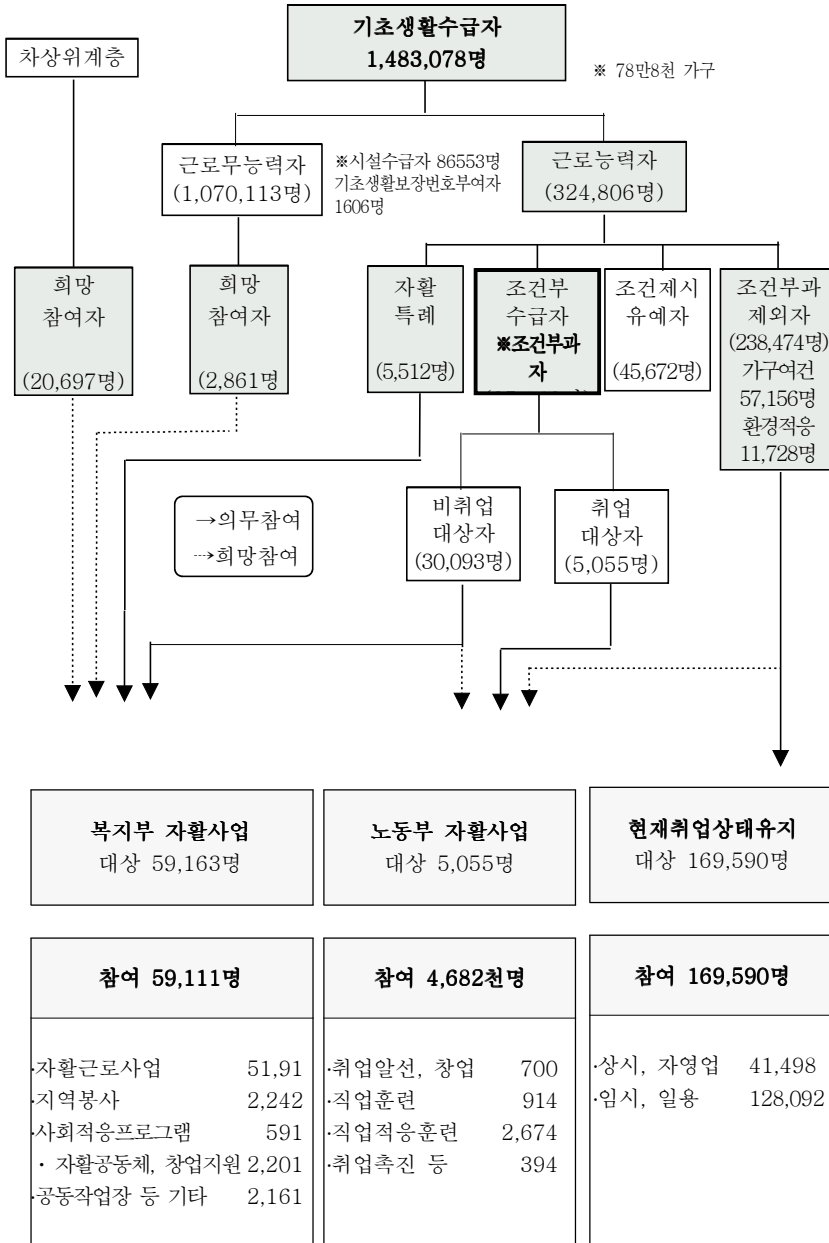 기초생활수급자
1,483,078명
차상위계층
※ 78만8천 가구
근로무능력자
(1,070,113명)
※시설수급자 86553명
기초생활보장번호부여자
1606명
근로능력자
(324,806명)
희망
참여자
(20,697명)
희망
참여자
(2,861명
자활
특례
(5,512명)
조건부
수급자
※조건부과
자
조건제시
유예자
(45,672명)
조건부과
제외자
(238,474명)
가구여건
57,156명
환경적응
11,728명
→의무참여
┈→희망참여
비취업
대상자
(30,093명)
취업
대상자
(5,055명)
복지부 자활사업
대상 59,163명
노동부 자활사업
대상 5,055명
현재취업상태유지
대상 169,590명
참여 59,111명
·자활근로사업 51,91
·지역봉사 2,242
·사회적응프로그램 591
· 자활공동체, 창업지원 2,201
·공동작업장 등 기타 2,161
참여 4,682천명
·취업알선, 창업 700
·직업훈련 914
·직업적응훈련 2,674
·취업촉진 등 394
참여 169,590명
·상시, 자영업 41,498
·임시, 일용 128,092